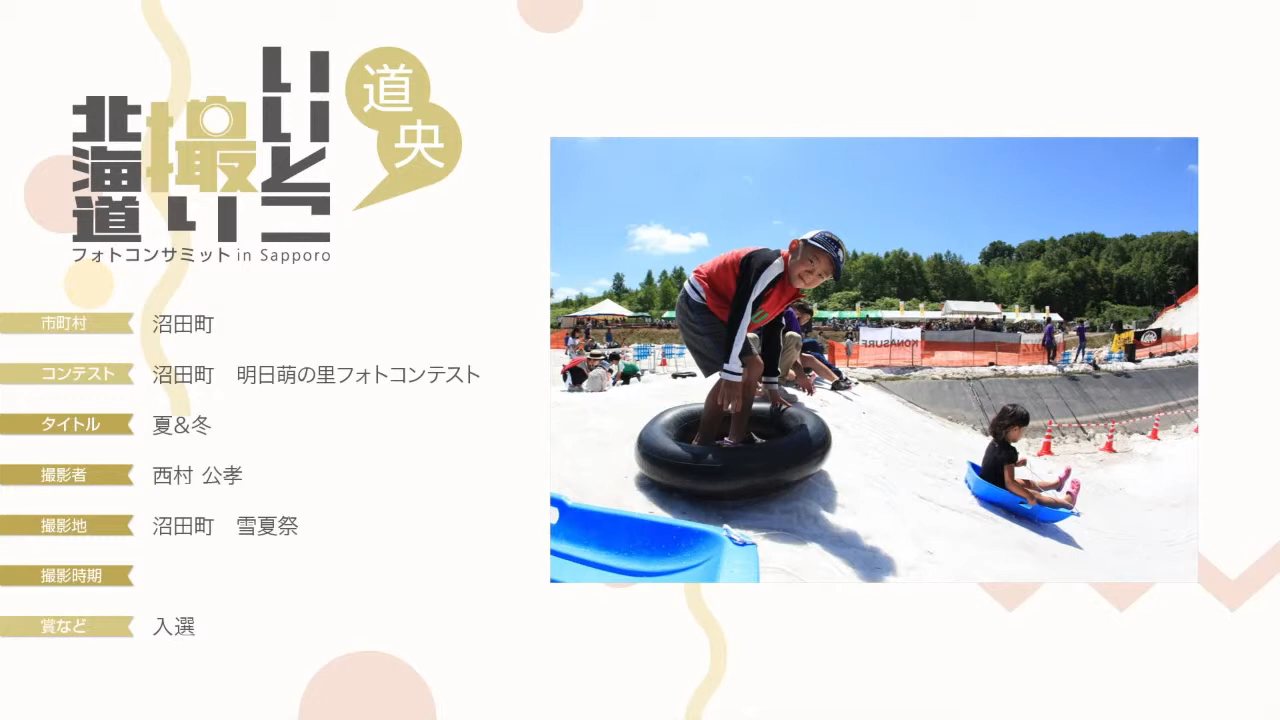 北海道
撮り
いいとこ
道央
フォトコンサミット in Sapporo
市町村 沼田町
コンテスト 沼田町 明日萌の里フォトコンテスト
タイトル 夏&冬
撮影者 西村 公孝
撮影地 沼田町 雪夏祭
撮影時期
賞など 入選
KONASURF